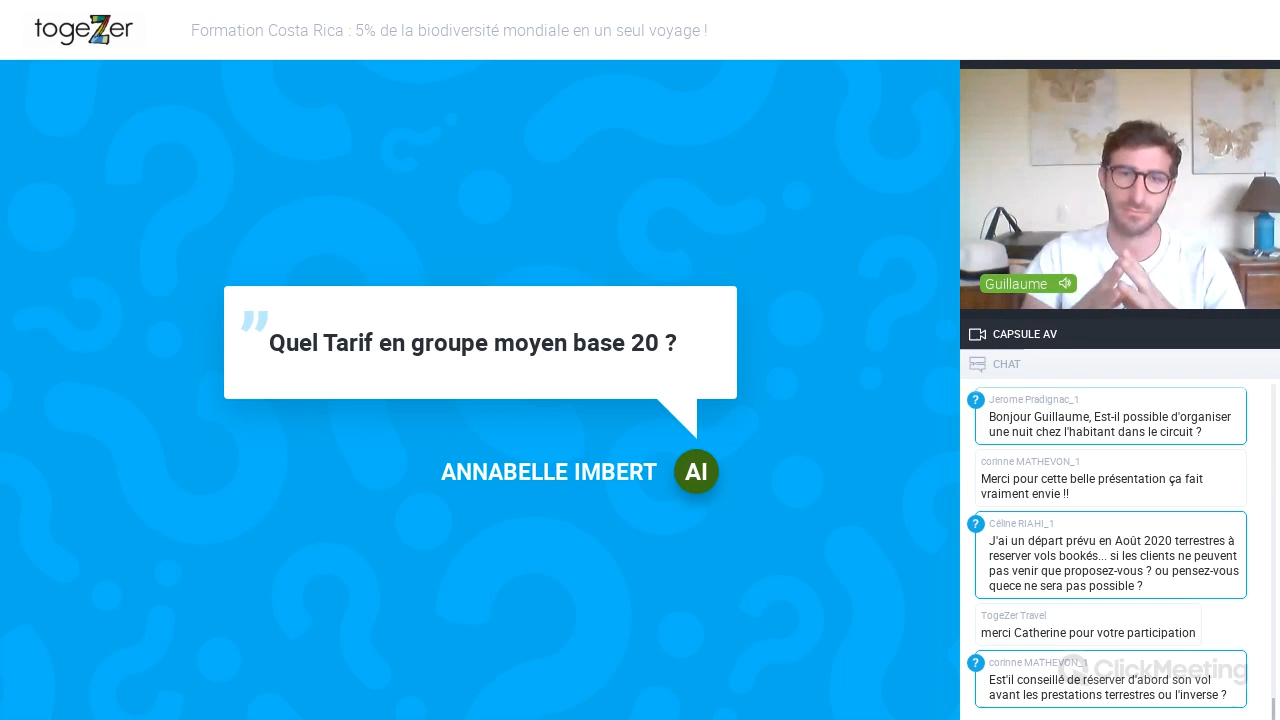 togeZer
Formation Costa Rica : 5% de la biodiversité mondiale en un seul voyage !
Quel Tarif en groupe moyen base 20 ?
ANNABELLE IMBERT
AI
Guillaume
CAPSULE AV
CHAT
?
Jerome Pradignac_1
Bonjour Guillaume, Est-il possible d'organiser
une nuit chez l'habitant dans le circuit ?
corinne MATHEVON_1
Merci pour cette belle présentation ça fait
vraiment envie !!
?
Céline RIAHI_1
J'ai un départ prévu en Août 2020 terrestres à
reserver vols bookés... si les clients ne peuvent
pas venir que proposez-vous ? ou pensez-vous
quece ne sera pas possible ?
TogeZer Travel
merci Catherine pour votre participation
?
corinne MATHEVON_1
Est'il conseillé de réserver d'abord son vol
avant les prestations terrestres ou l'inverse ?
ClickMeeting